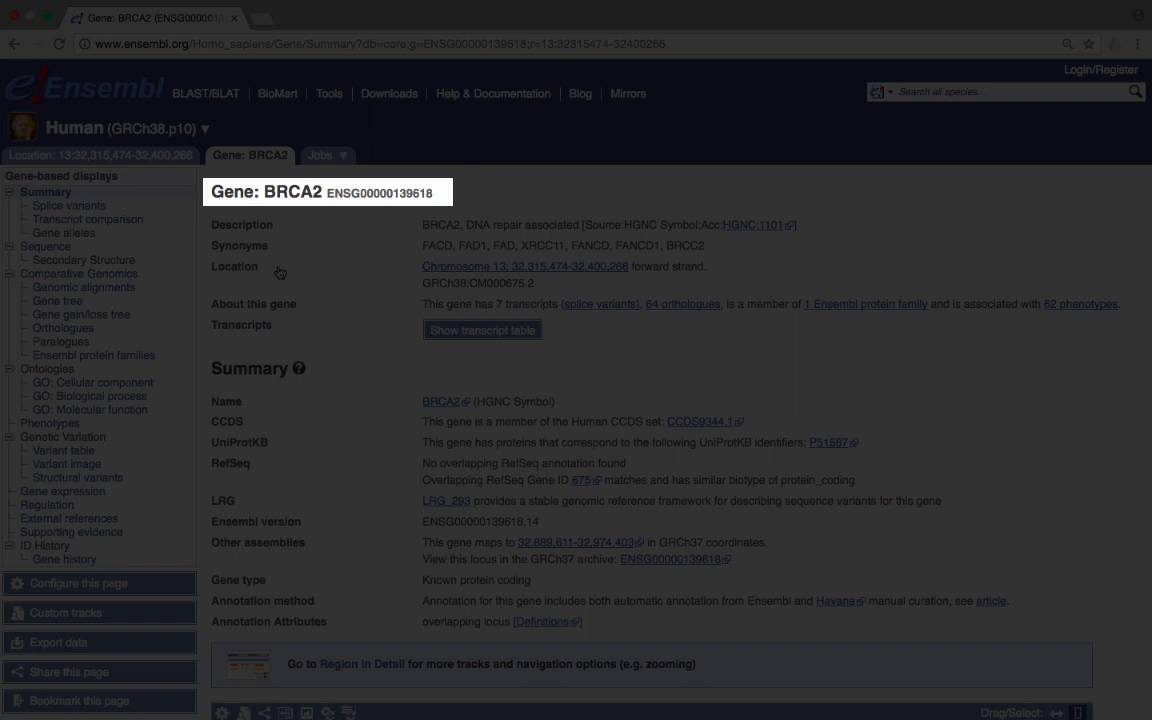 Gene: BRCA2 (ENSG00000139
www.ensembl.org/Homo_sapiens/Gene/Summary?db=core;g=ENSG00000139618;r=13:32315474-32400266
Login/Register
e!Ensembl
BLAST/BLAT | BioMart | Tools | Downloads | Help & Documentation | Blog | Mirrors
Search all species...
Human (GRCh38.p10) ▼
Location: 13:32,315,474-32,400,266
Gene: BRCA2
Jobs ▼
Gene-based displays
Summary
Splice variants
Transcript comparison
Gene alleles
Sequence
Secondary Structure
Comparative Genomics
Genomic alignments
Gene tree
Gene gain/loss tree
Orthologues
Paralogues
Ensembl protein families
Ontologies
GO: Cellular component
GO: Biological process
GO: Molecular function
Phenotypes
Genetic Variation
Variant table
Variant image
Structural variants
Gene expression
Regulation
External references
Supporting evidence
ID History
Gene history
Configure this page
Custom tracks
Export data
Share this page
Bookmark this page
Gene: BRCA2 ENSG00000139618
Description BRCA2, DNA repair associated [Source:HGNC Symbol;Acc:HGNC:1101]
Synonyms FACD, FAD1, FAD, XRCC11, FANCD, FANCD1, BRCC2
Location Chromosome 13: 32,315,474-32,400,266 forward strand.
GRCh38:CM000675.2
About this gene This gene has 7 transcripts (splice variants), 64 orthologues, is a member of 1 Ensembl protein family and is associated with 62 phenotypes.
Transcripts Show transcript table
Summary ?
Name BRCA2 (HGNC Symbol)
CCDS This gene is a member of the Human CCDS set: CCDS9344.1
UniProtKB This gene has proteins that correspond to the following UniProtKB identifiers: P51587
RefSeq No overlapping RefSeq annotation found
Overlapping RefSeq Gene ID 675 matches and has similar biotype of protein_coding
LRG LRG_293 provides a stable genomic reference framework for describing sequence variants for this gene
Ensembl version ENSG00000139618.14
Other assemblies This gene maps to 32,889,611-32,974,403 in GRCh37 coordinates.
View this locus in the GRCh37 archive: ENSG00000139618
Gene type Known protein coding
Annotation method Annotation for this gene includes both automatic annotation from Ensembl and Havana manual curation, see article.
Annotation Attributes overlapping locus [Definitions]
Go to Region in Detail for more tracks and navigation options (e.g. zooming)
Drag/Select: